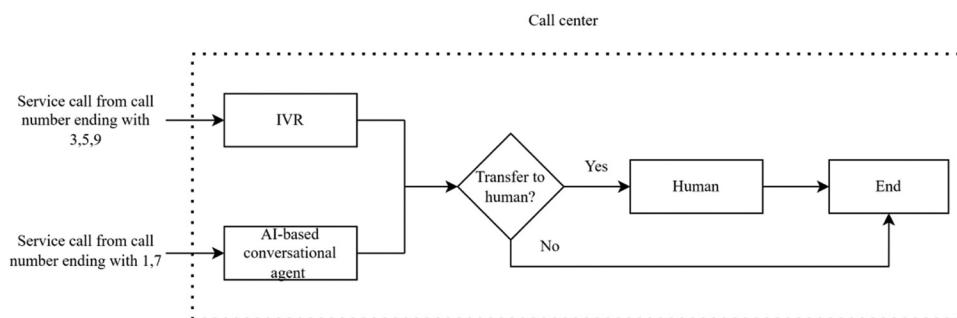 Call center
Service call from call
number ending with
3,5,9
IVR
Service call from call
number ending with 1,7
AI-based
conversational
agent
Transfer to
human?
Yes
Human
End
No